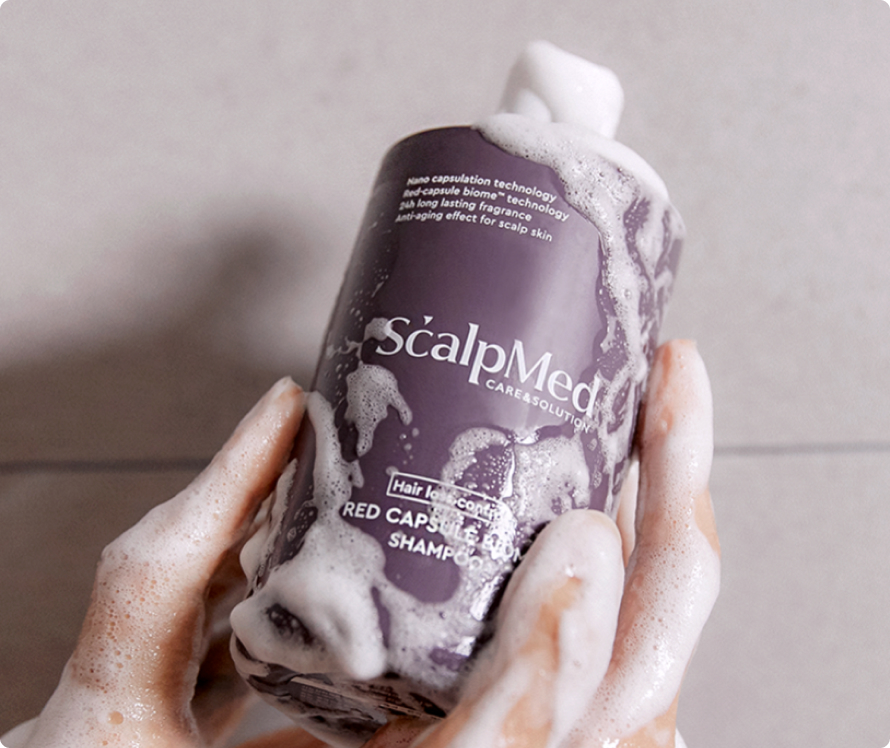 Nano capsulation technology
Red-capsule biome™ technology
24h long lasting fragrance
Anti-aging effect for scalp skin
ScalpMed
CARE&SOLUTION
Hair loss
RED CAPSULE
SHAMPOO